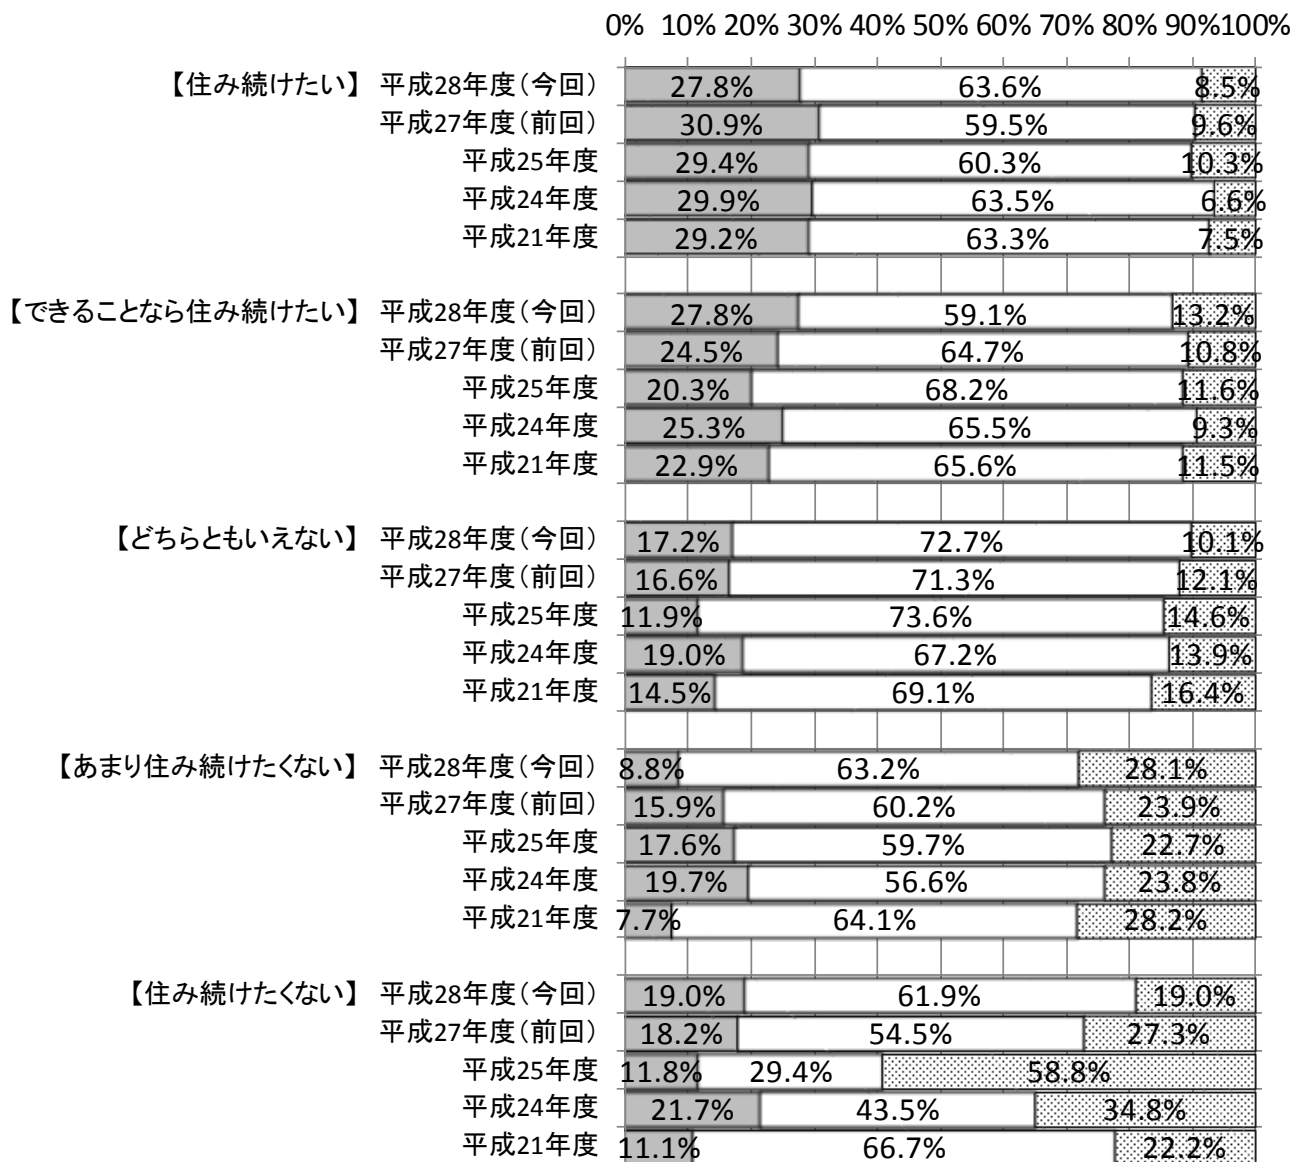 0% 10% 20% 30% 40% 50% 60% 70% 80% 90% 100%
【住み続けたい】 平成28年度（今回） 27.8% 63.6% 8.5%
平成27年度（前回） 30.9% 59.5% 9.6%
平成25年度 29.4% 60.3% 10.3%
平成24年度 29.9% 63.5% 6.6%
平成21年度 29.2% 63.3% 7.5%
【できることなら住み続けたい】 平成28年度（今回） 27.8% 59.1% 13.2%
平成27年度（前回） 24.5% 64.7% 10.8%
平成25年度 20.3% 68.2% 11.6%
平成24年度 25.3% 65.5% 9.3%
平成21年度 22.9% 65.6% 11.5%
【どちらともいえない】 平成28年度（今回） 17.2% 72.7% 10.1%
平成27年度（前回） 16.6% 71.3% 12.1%
平成25年度 11.9% 73.6% 14.6%
平成24年度 19.0% 67.2% 13.9%
平成21年度 14.5% 69.1% 16.4%
【あまり住み続けたくない】 平成28年度（今回） 8.8% 63.2% 28.1%
平成27年度（前回） 15.9% 60.2% 23.9%
平成25年度 17.6% 59.7% 22.7%
平成24年度 19.7% 56.6% 23.8%
平成21年度 7.7% 64.1% 28.2%
【住み続けたくない】 平成28年度（今回） 19.0% 61.9% 19.0%
平成27年度（前回） 18.2% 54.5% 27.3%
平成25年度 11.8% 29.4% 58.8%
平成24年度 21.7% 43.5% 34.8%
平成21年度 11.1% 66.7% 22.2%